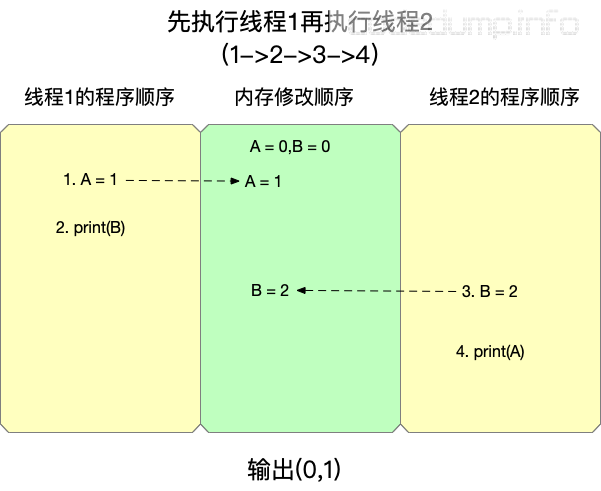 先执行线程1再执行线程2
(1->2->3->4)
线程1的程序顺序
内存修改顺序
线程2的程序顺序
A = 0,B = 0
1. A = 1
A = 1
2. print(B)
B = 2
3. B = 2
4. print(A)
输出(0,1)